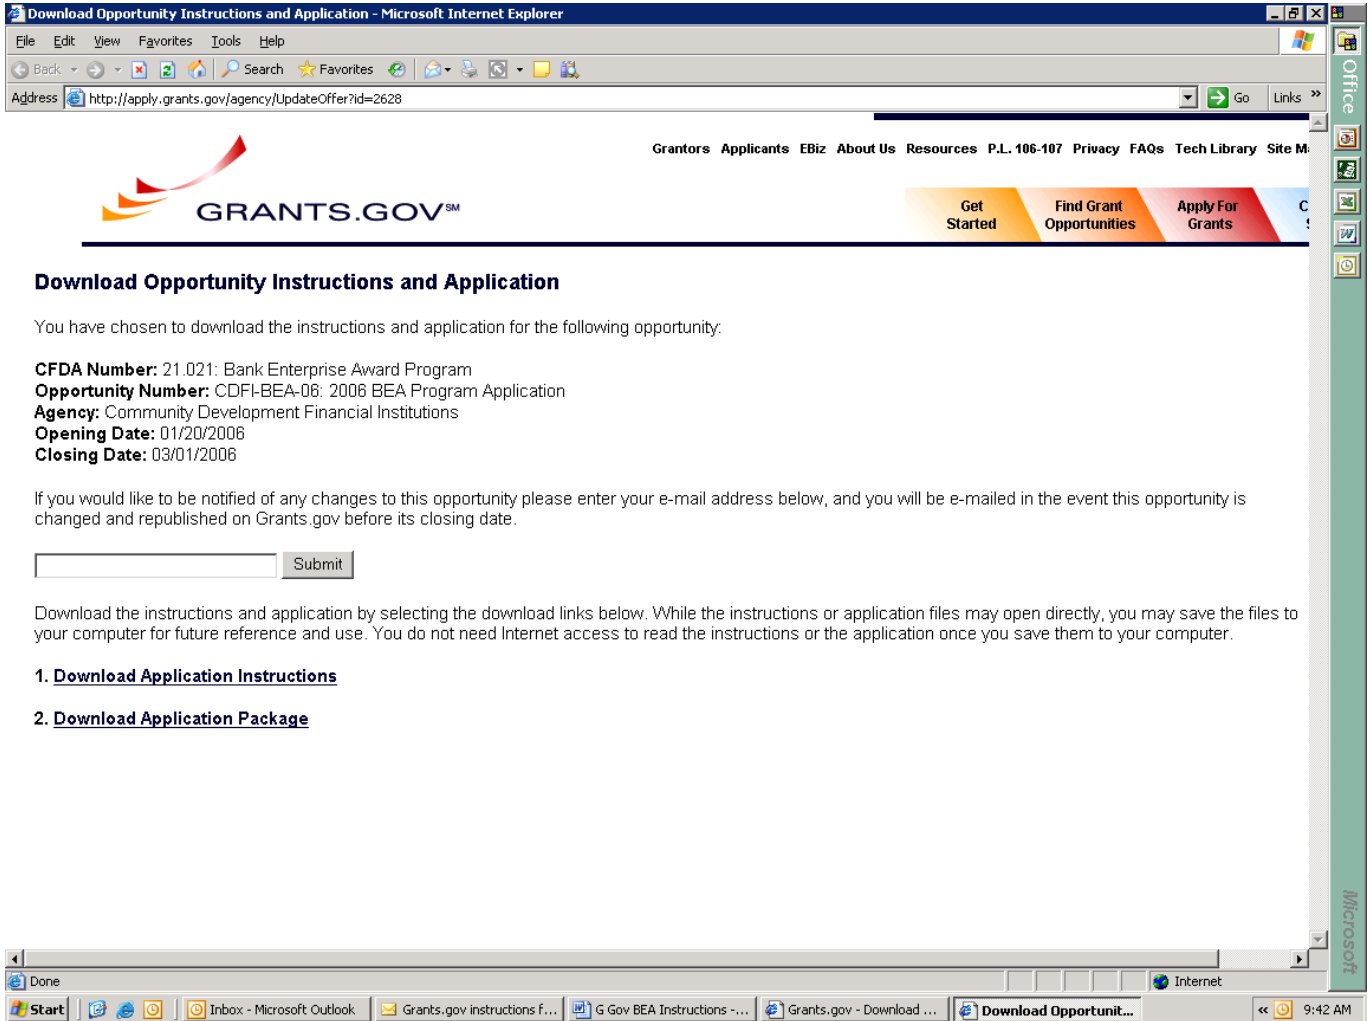 Download Opportunity Instructions and Application - Microsoft Internet Explorer
File Edit View Favorites Tools Help
Back Search Favorites
Address http://apply.grants.gov/agency/UpdateOffer?id=2628 Go Links »
Office
Grantors Applicants EBiz About Us Resources P.L. 106-107 Privacy FAQs Tech Library Site
GRANTS.GOV℠
Get Started
Find Grant Opportunities
Apply For Grants
Download Opportunity Instructions and Application
You have chosen to download the instructions and application for the following opportunity:
CFDA Number: 21.021: Bank Enterprise Award Program
Opportunity Number: CDFI-BEA-06: 2006 BEA Program Application
Agency: Community Development Financial Institutions
Opening Date: 01/20/2006
Closing Date: 03/01/2006
If you would like to be notified of any changes to this opportunity please enter your e-mail address below, and you will be e-mailed in the event this opportunity is
changed and republished on Grants.gov before its closing date.
Submit
Download the instructions and application by selecting the download links below. While the instructions or application files may open directly, you may save the files to
your computer for future reference and use. You do not need Internet access to read the instructions or the application once you save them to your computer.
1. Download Application Instructions
2. Download Application Package
Microsoft
Done Internet
Start Inbox - Microsoft Outlook Grants.gov instructions f... G Gov BEA Instructions -... Grants.gov - Download ... Download Opportunit... « 9:42 AM